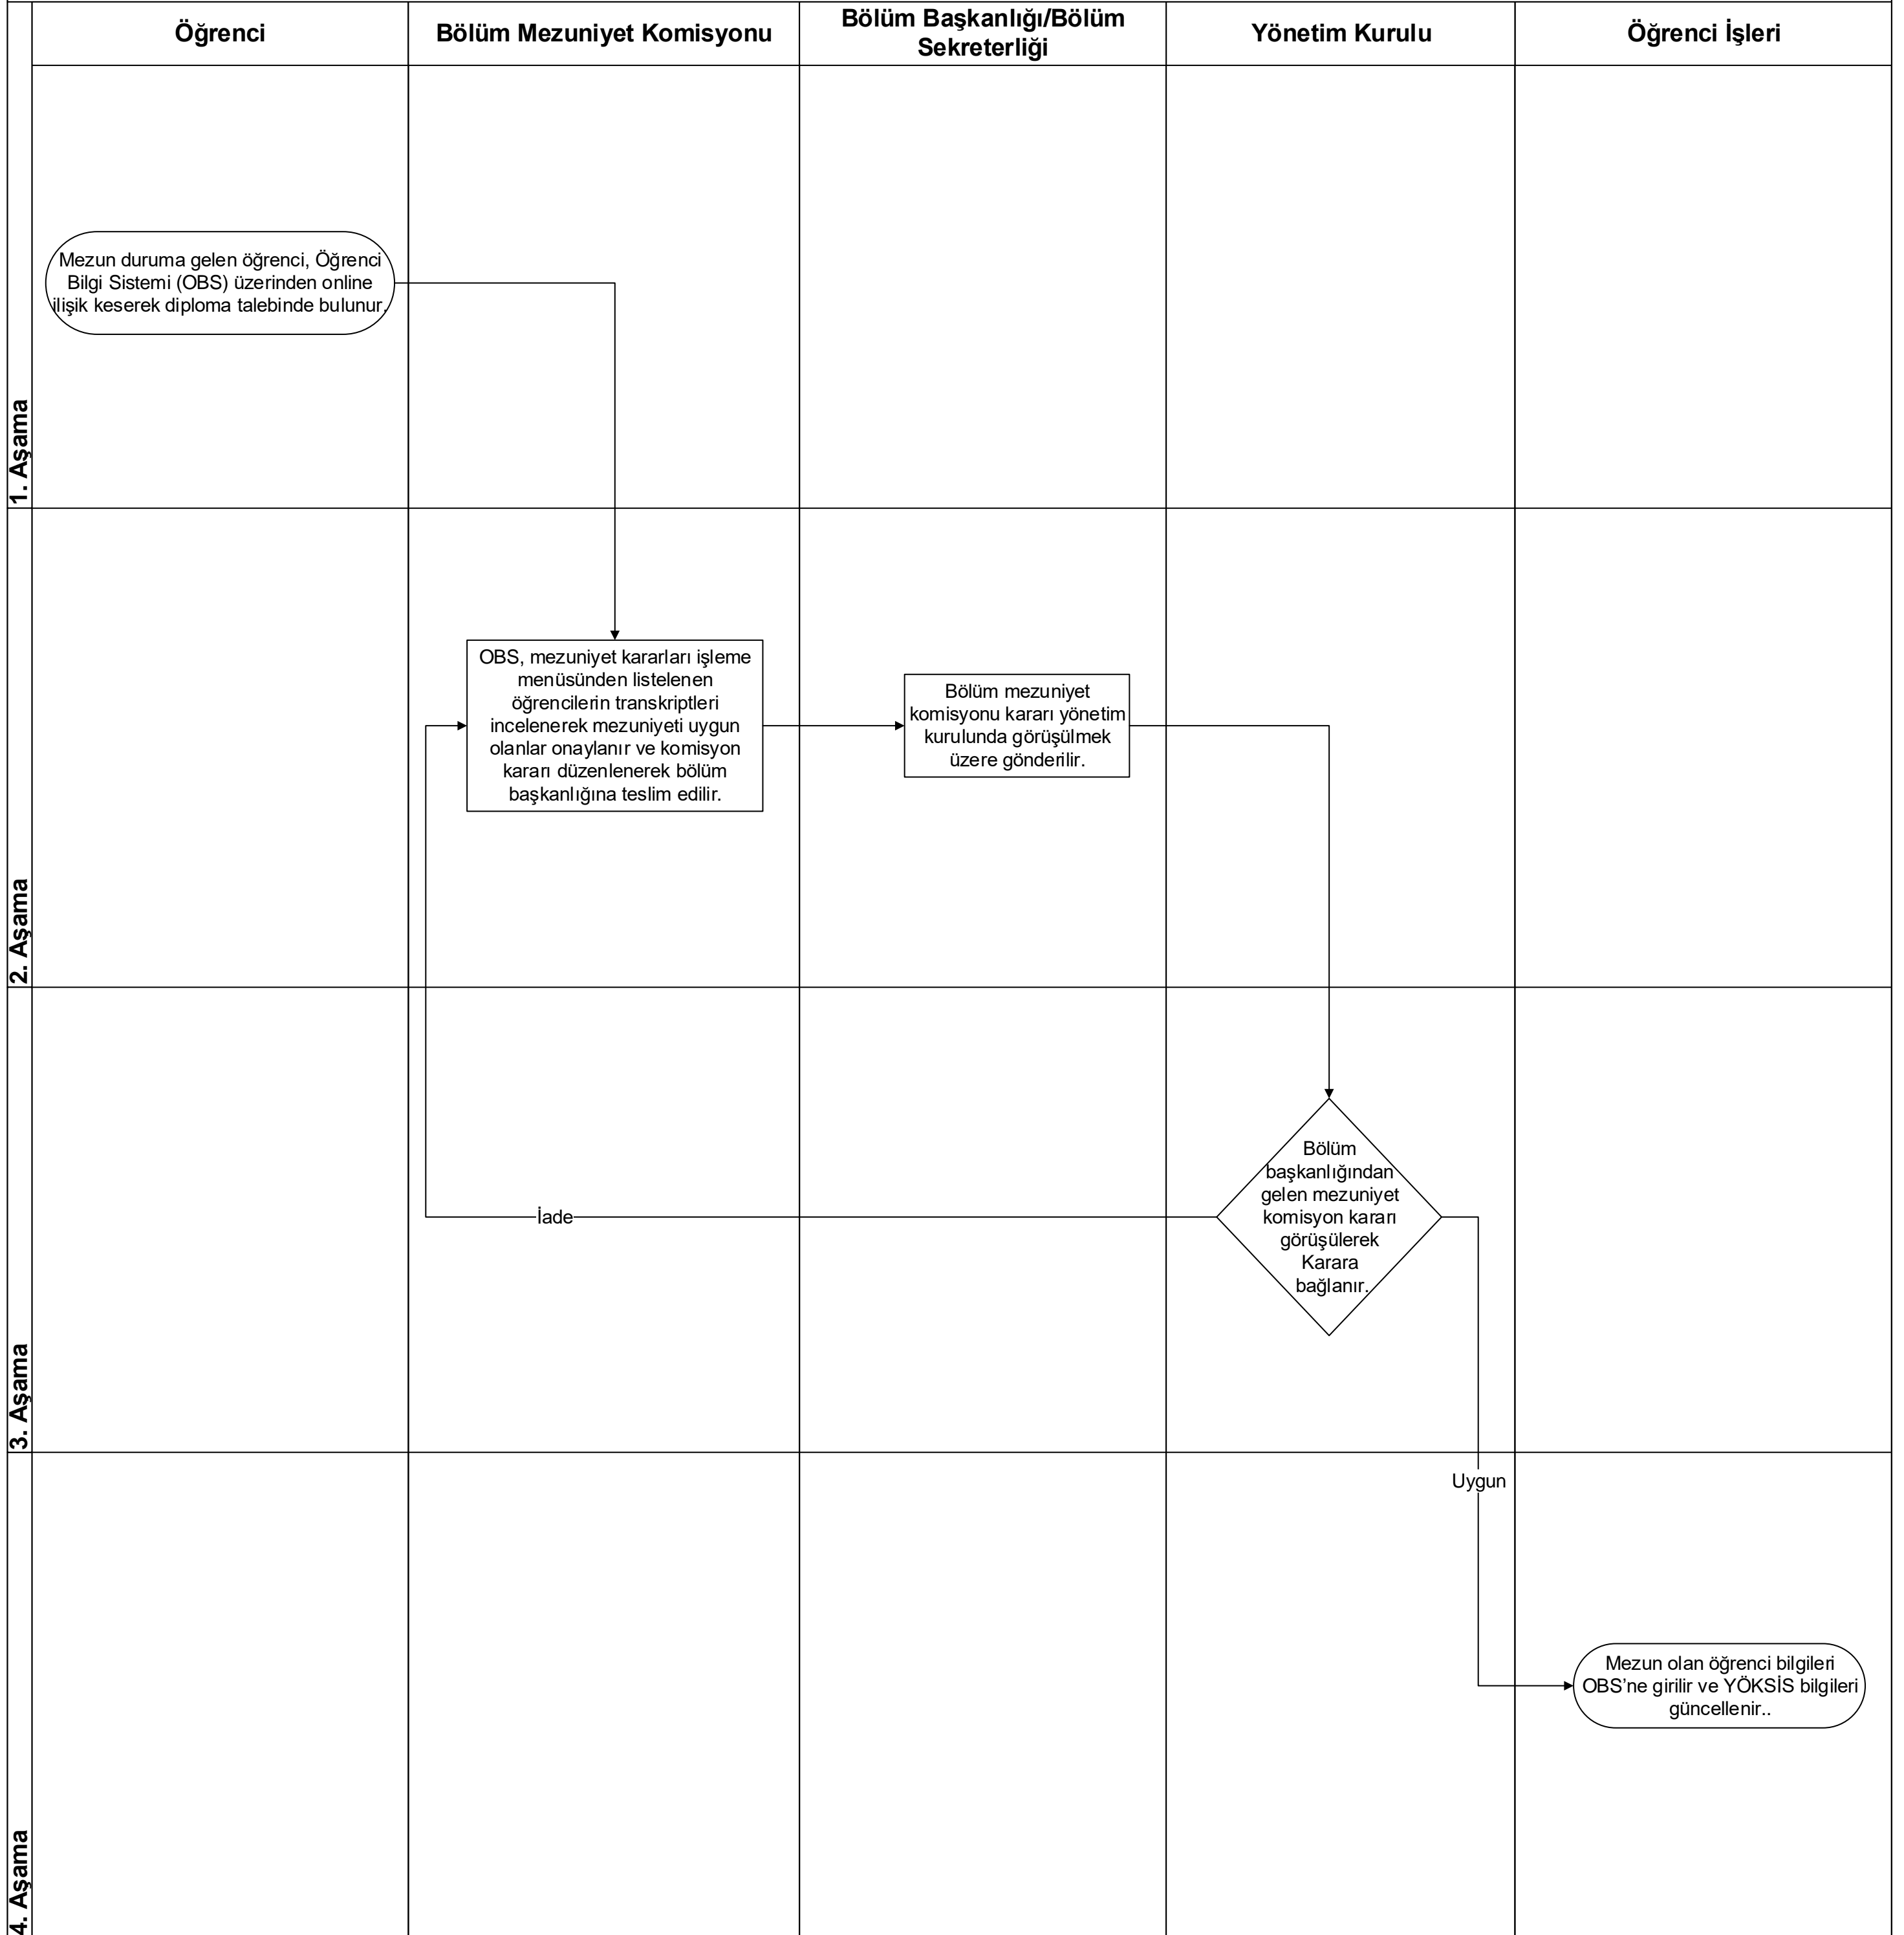 Öğrenci
Bölüm Mezuniyet Komisyonu
Bölüm Başkanlığı/Bölüm
Sekreterliği
Yönetim Kurulu
Öğrenci İşleri
1. Aşama
Mezun duruma gelen öğrenci, Öğrenci
Bilgi Sistemi (OBS) üzerinden online
ilişik keserek diploma talebinde bulunur.
2. Aşama
OBS, mezuniyet kararları işleme
menüsünden listelenen
öğrencilerin transkriptleri
incelenerek mezuniyeti uygun
olanlar onaylanır ve komisyon
kararı düzenlenerek bölüm
başkanlığına teslim edilir.
Bölüm mezuniyet
komisyonu kararı yönetim
kurulunda görüşülmek
üzere gönderilir.
3. Aşama
Bölüm
başkanlığından
gelen mezuniyet
komisyon kararı
görüşülerek
Karara
bağlanır.
İade
4. Aşama
Uygun
Mezun olan öğrenci bilgileri
OBS’ne girilir ve YÖKSİS bilgileri
güncellenir..